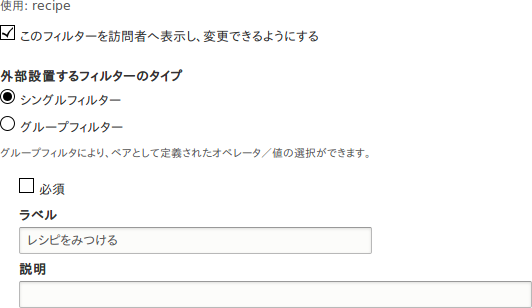 使用: recipe
このフィルターを訪問者へ表示し、変更できるようにする
外部設置するフィルターのタイプ
シングルフィルター
グループフィルター
グループフィルタにより、ペアとして定義されたオペレータ／値の選択ができます。
必須
ラベル
レシピをみつける
説明